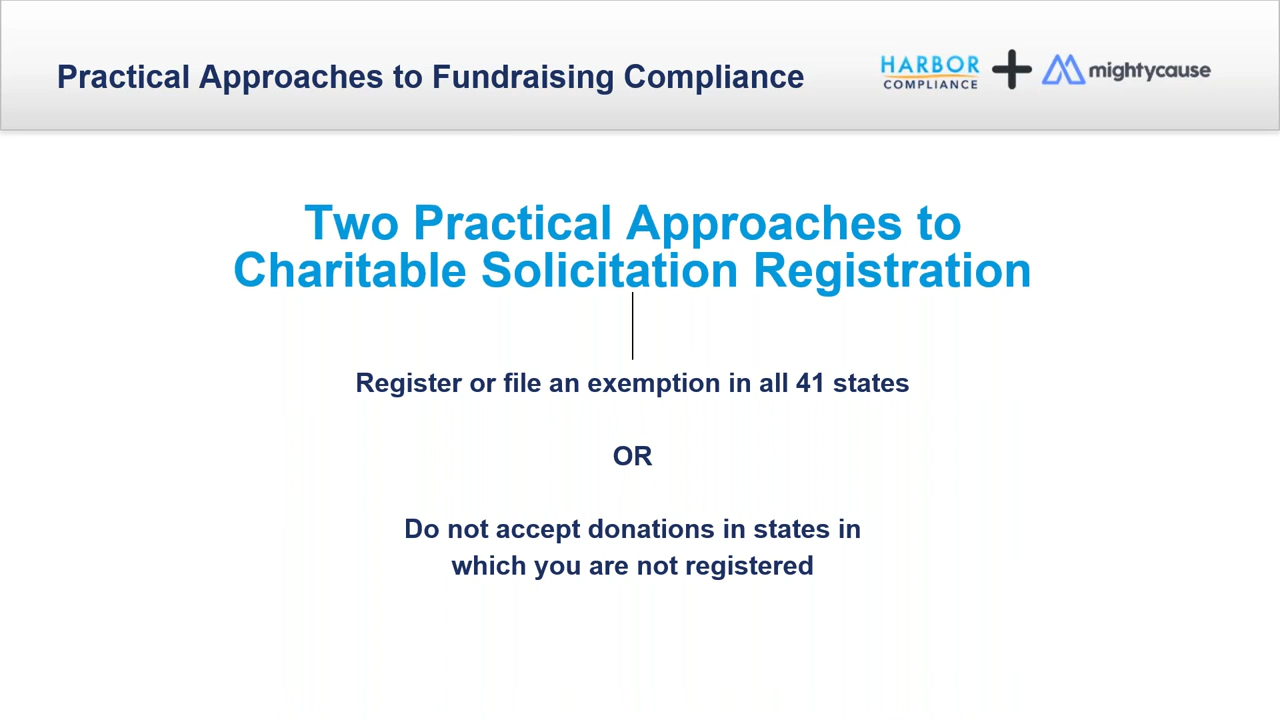 Practical Approaches to Fundraising Compliance
HARBOR
COMPLIANCE
mightycause
Two Practical Approaches to
Charitable Solicitation Registration
Register or file an exemption in all 41 states
OR
Do not accept donations in states in
which you are not registered